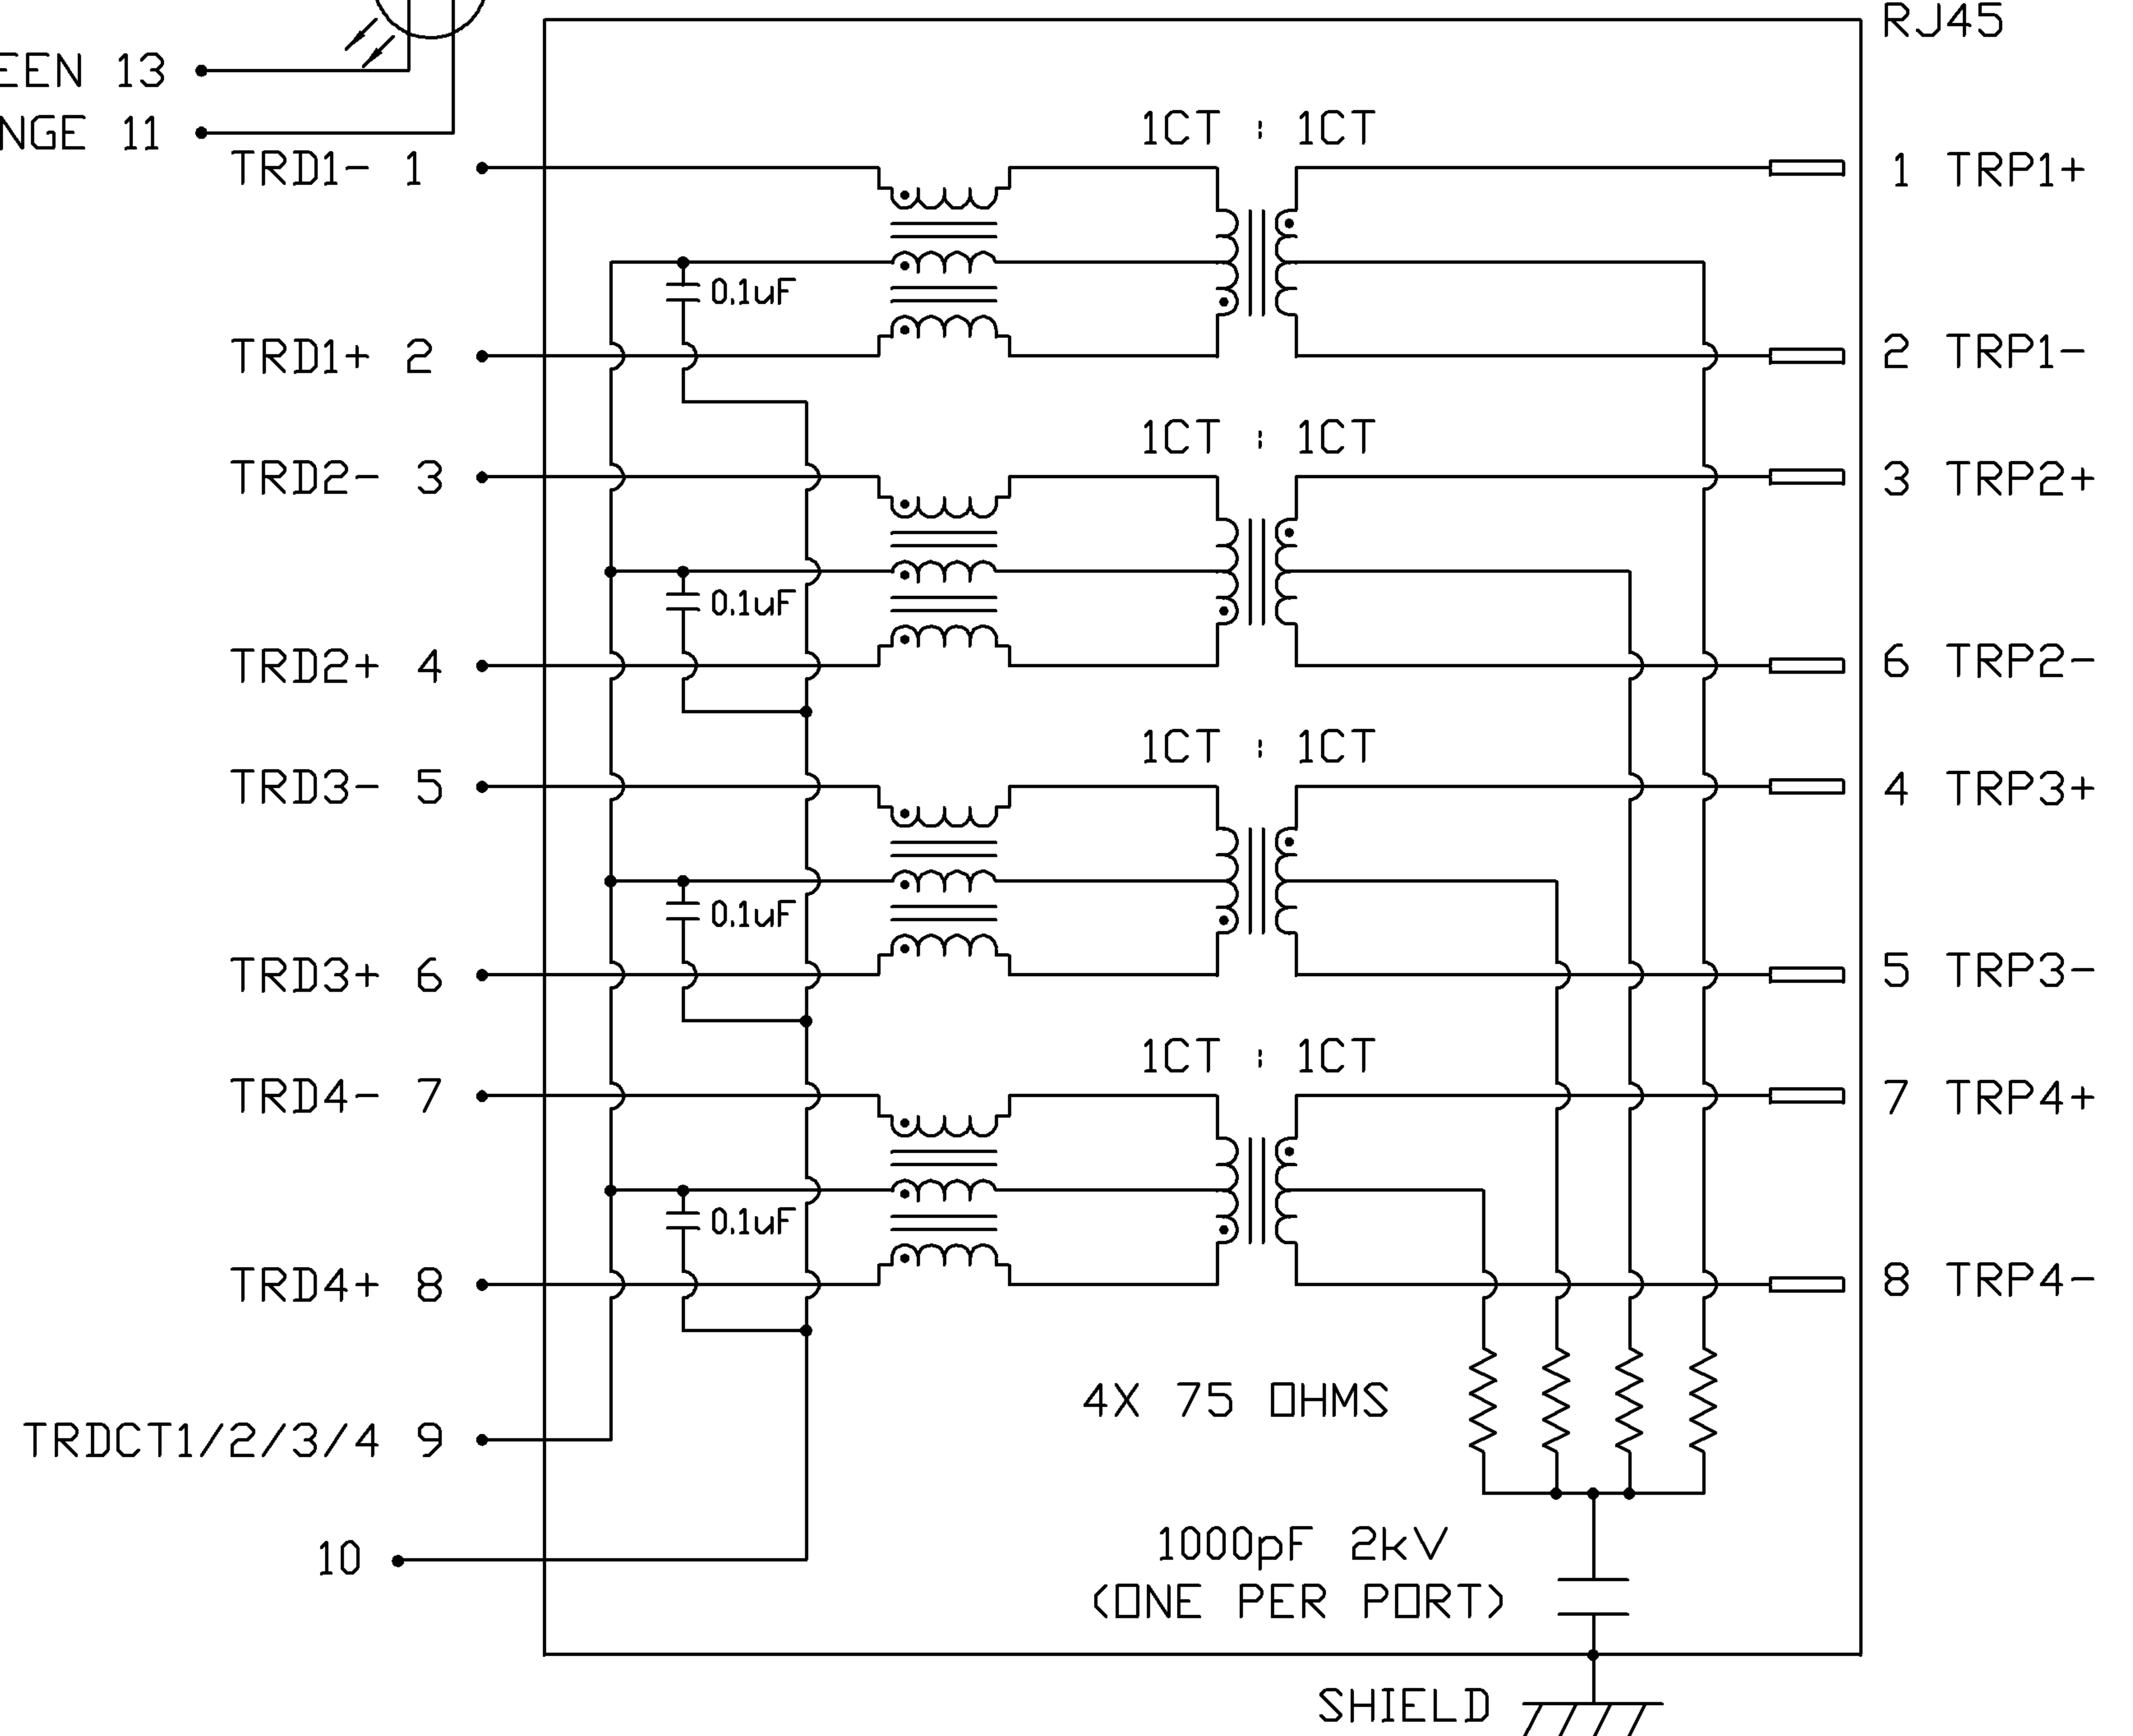 RJ45
EEN 13
NGE 11
1CT : 1CT
TRD1- 1
1 TRP1+
0.1uF
TRD1+ 2
2 TRP1-
1CT : 1CT
TRD2- 3
3 TRP2+
0.1uF
TRD2+ 4
6 TRP2-
1CT : 1CT
TRD3- 5
4 TRP3+
0.1uF
TRD3+ 6
5 TRP3-
1CT : 1CT
TRD4- 7
7 TRP4+
0.1uF
TRD4+ 8
8 TRP4-
4X 75 OHMS
TRDCT1/2/3/4 9
10
1000pF 2kV
(ONE PER PORT)
SHIELD